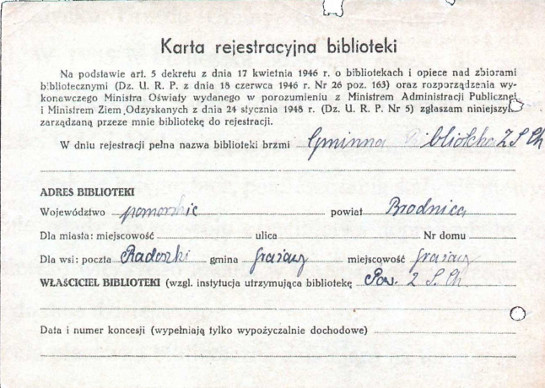 Karta rejestracyjna biblioteki
Na podstawie art. 5 dekretu z dnia 17 kwietnia 1946 r. o bibliotekach i opiece nad zbiorami
bibliotecznymi (Dz. U. R. P. z dnia 18 czerwca 1946 r. Nr 26 poz. 163) oraz rozporządzenia wy-
konawczego Ministra Oświaty wydanego w porozumieniu z Ministrem Administracji Publicznej
i Ministrem Ziem Odzyskanych z dnia 24 stycznia 1948 r. (Dz. U. R. P. Nr 5) zgłaszam niniejszym
zarządzaną przeze mnie bibliotekę do rejestracji.
W dniu rejestracji pełna nazwa biblioteki brzmi Gminna Biblioteka Z S Ch
ADRES BIBLIOTEKI
Województwo pomorskie powiat Brodnica
Dla miasta: miejscowość ulica Nr domu
Dla wsi: poczta Radoszki gmina miejscowość
WŁAŚCICIEL BIBLIOTEKI (wzgl. instytucja utrzymująca bibliotekę) Pow. Z S. Ch
Data i numer koncesji (wypełniają tylko wypożyczalnie dochodowe)